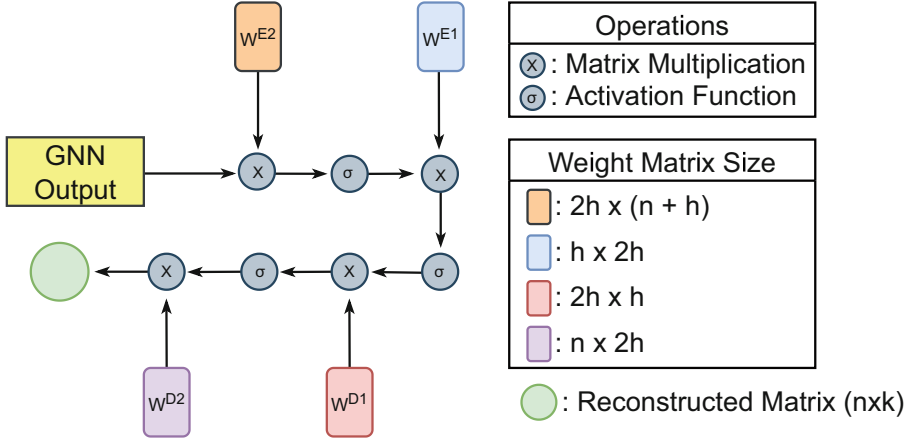 W^E2
W^E1
GNN
Output
X
σ
X
X
σ
X
σ
W^D2
W^D1
Operations
X : Matrix Multiplication
σ : Activation Function
Weight Matrix Size
: 2h x (n + h)
: h x 2h
: 2h x h
: n x 2h
: Reconstructed Matrix (nxk)